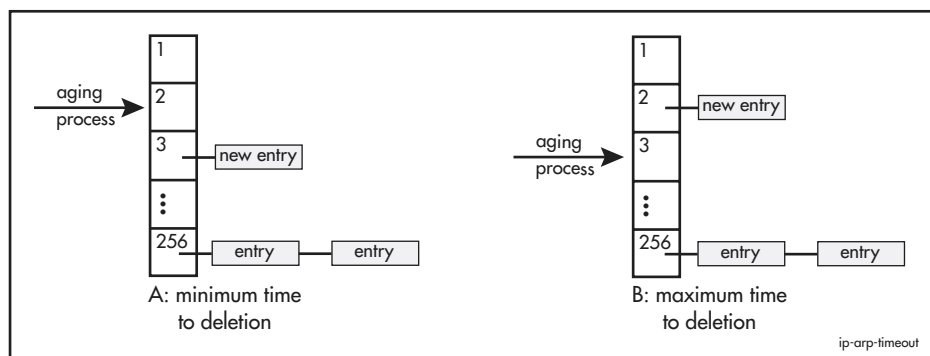 1
aging
process
2
3
new entry
⋮
256
entry
entry
A: minimum time
to deletion
1
2
new entry
aging
process
3
⋮
256
entry
entry
B: maximum time
to deletion
ip-arp-timeout